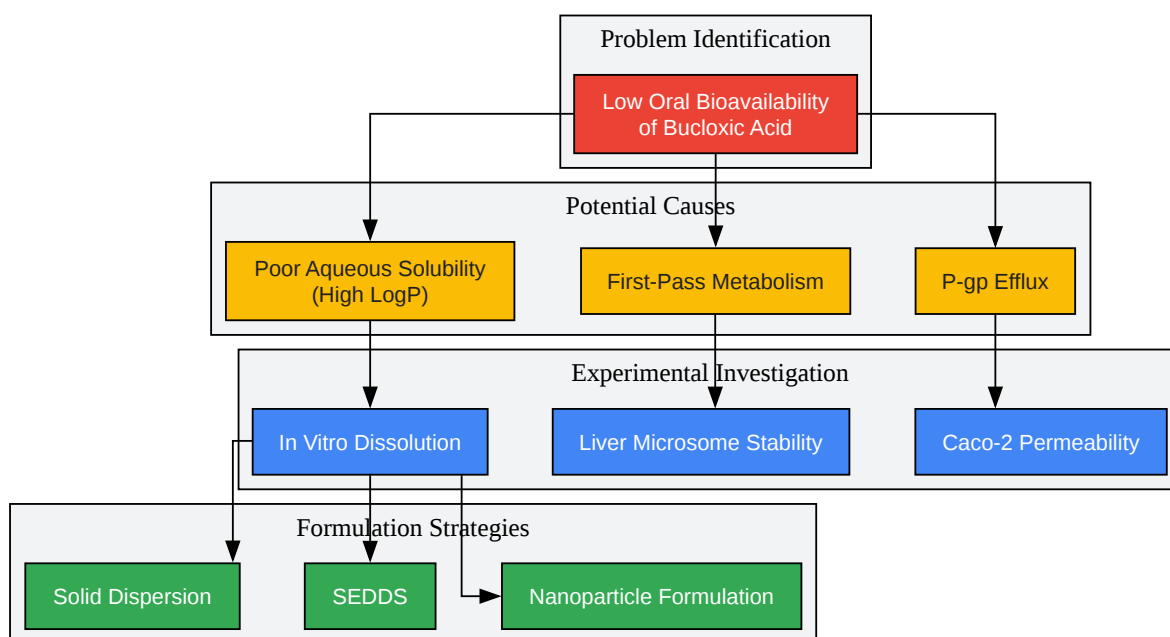 Problem Identification
Low Oral Bioavailability
of Bucloxic Acid
Potential Causes
Poor Aqueous Solubility
(High LogP)
First-Pass Metabolism
P-gp Efflux
Experimental Investigation
In Vitro Dissolution
Liver Microsome Stability
Caco-2 Permeability
Formulation Strategies
Solid Dispersion
SEDDS
Nanoparticle Formulation